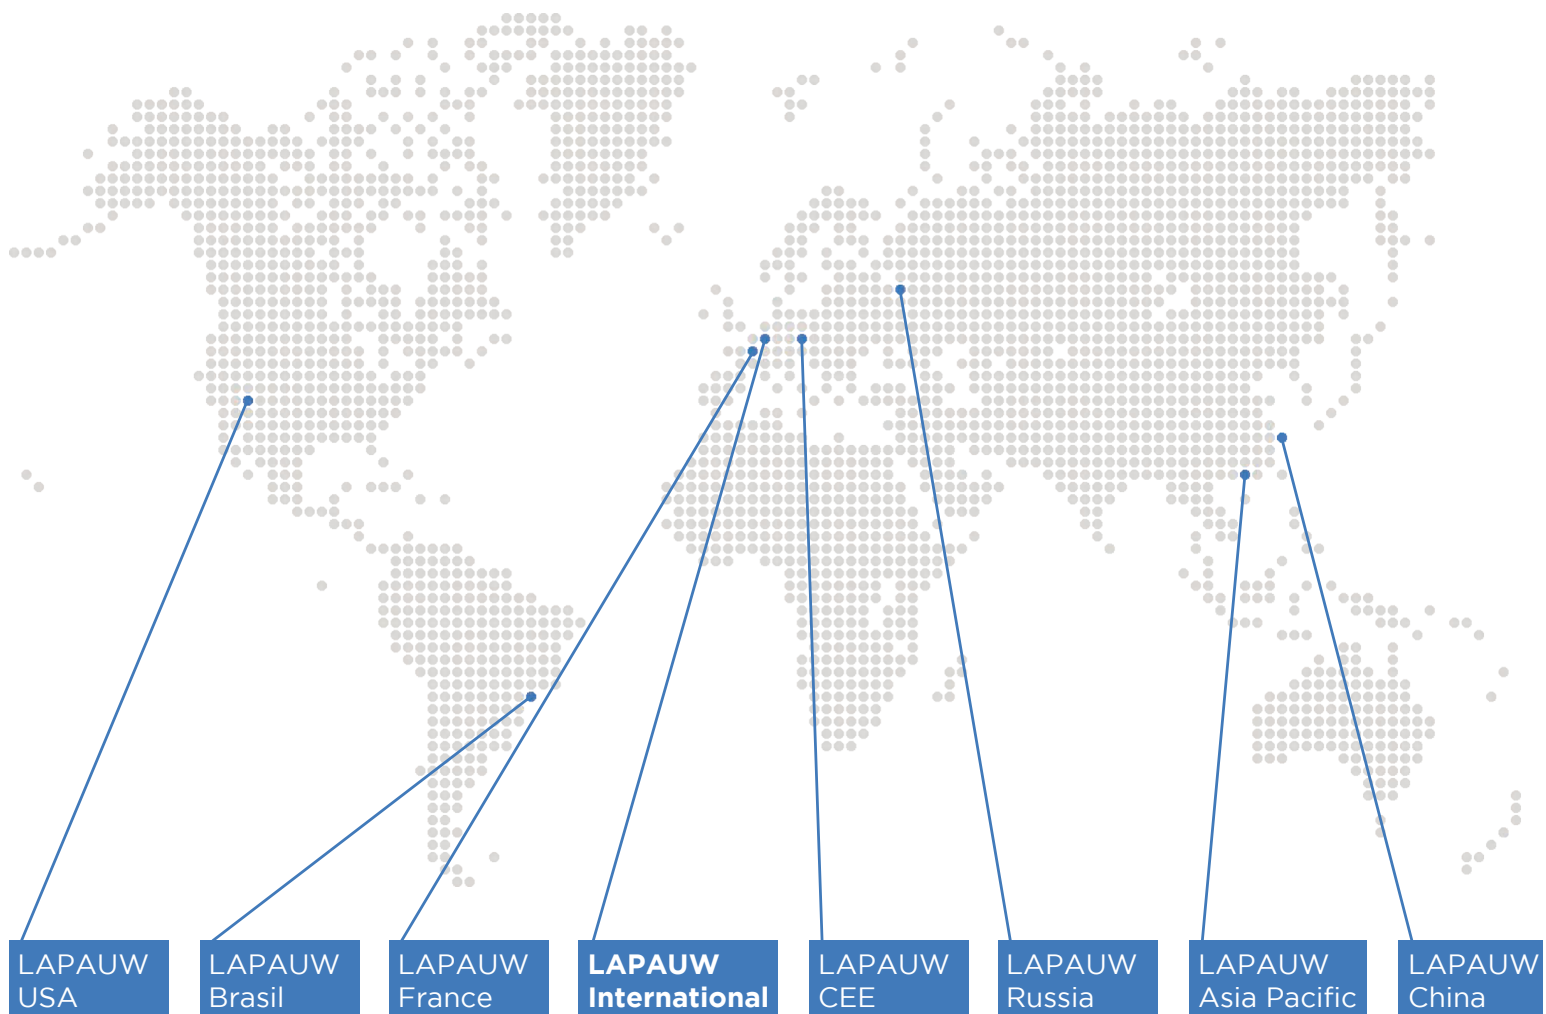 LAPAUW
USA
LAPAUW
Brasil
LAPAUW
France
LAPAUW
International
LAPAUW
CEE
LAPAUW
Russia
LAPAUW
Asia Pacific
LAPAUW
China